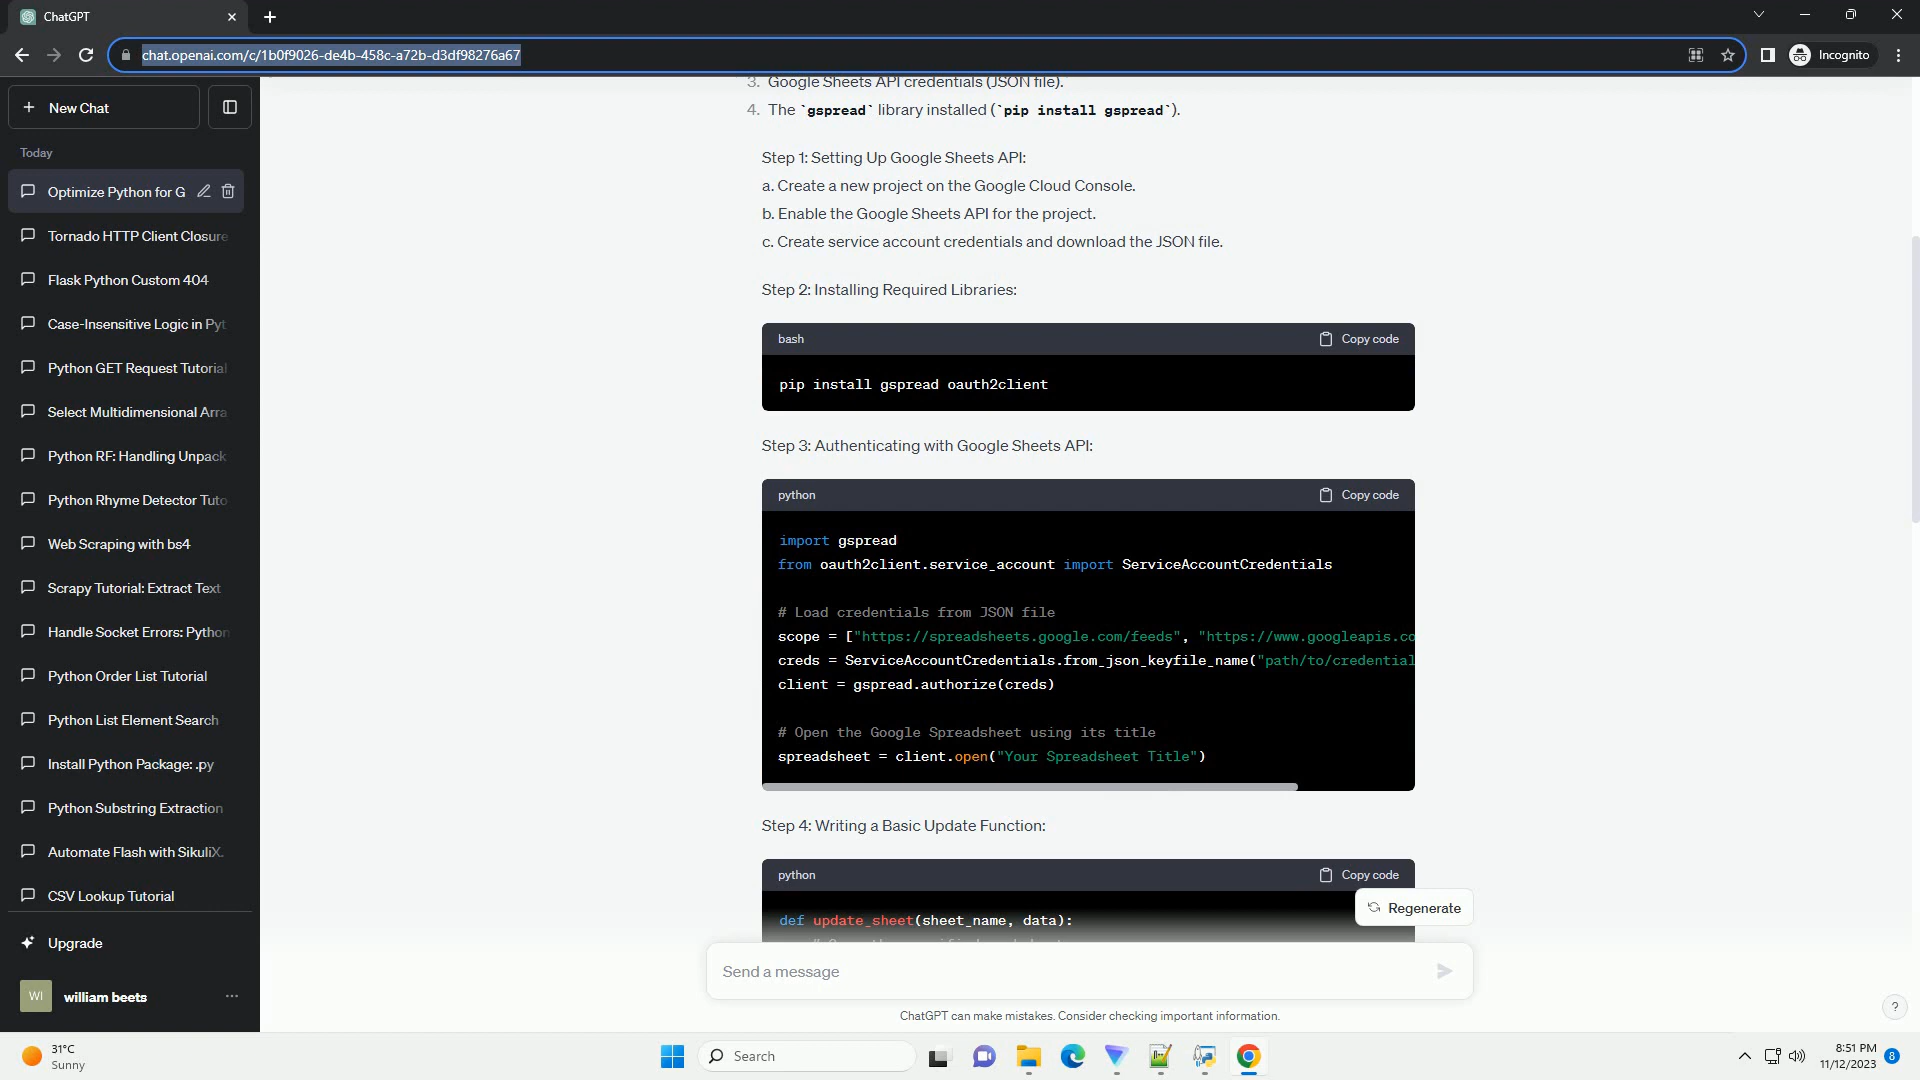 ChatGPT
chat.openai.com/c/1b0f9026-de4b-458c-a72b-d3df98276a67
Incognito
New Chat
Today
Optimize Python for G
Tornado HTTP Client Closure
Flask Python Custom 404
Case-Insensitive Logic in Pyt
Python GET Request Tutorial
Select Multidimensional Arra
Python RF: Handling Unpack
Python Rhyme Detector Tuto
Web Scraping with bs4
Scrapy Tutorial: Extract Text
Handle Socket Errors: Python
Python Order List Tutorial
Python List Element Search
Install Python Package: .py
Python Substring Extraction
Automate Flash with SikuliX.
CSV Lookup Tutorial
Upgrade
WI
william beets
3. Google Sheets API credentials (JSON file).
4. The `gspread` library installed (`pip install gspread`).
Step 1: Setting Up Google Sheets API:
a. Create a new project on the Google Cloud Console.
b. Enable the Google Sheets API for the project.
c. Create service account credentials and download the JSON file.
Step 2: Installing Required Libraries:
bash Copy code
pip install gspread oauth2client
Step 3: Authenticating with Google Sheets API:
python Copy code
import gspread
from oauth2client.service_account import ServiceAccountCredentials
# Load credentials from JSON file
scope = ["https://spreadsheets.google.com/feeds", "https://www.googleapis.co
creds = ServiceAccountCredentials.from_json_keyfile_name("path/to/credential
client = gspread.authorize(creds)
# Open the Google Spreadsheet using its title
spreadsheet = client.open("Your Spreadsheet Title")
Step 4: Writing a Basic Update Function:
python Copy code
def update_sheet(sheet_name, data):
Regenerate
Send a message
ChatGPT can make mistakes. Consider checking important information.
?
31°C
Sunny
Search
8:51 PM
11/12/2023
8